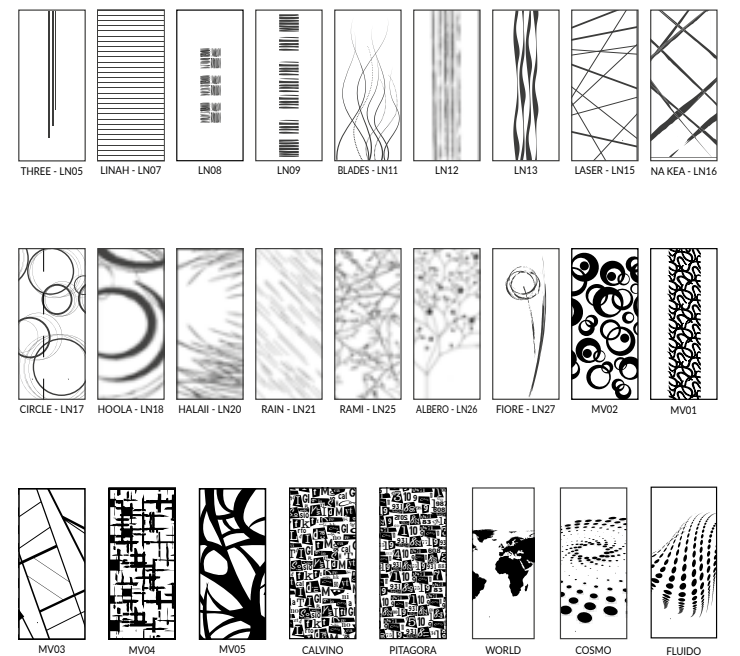 THREE - LN05
LINAH - LN07
LN08
LN09
BLADES - LN11
LN12
LN13
LASER - LN15
NA KEA - LN16
CIRCLE - LN17
HOOLA - LN18
HALAII - LN20
RAIN - LN21
RAMI - LN25
ALBERO - LN26
FIORE - LN27
MV02
MV01
MV03
MV04
MV05
CALVINO
PITAGORA
WORLD
COSMO
FLUIDO